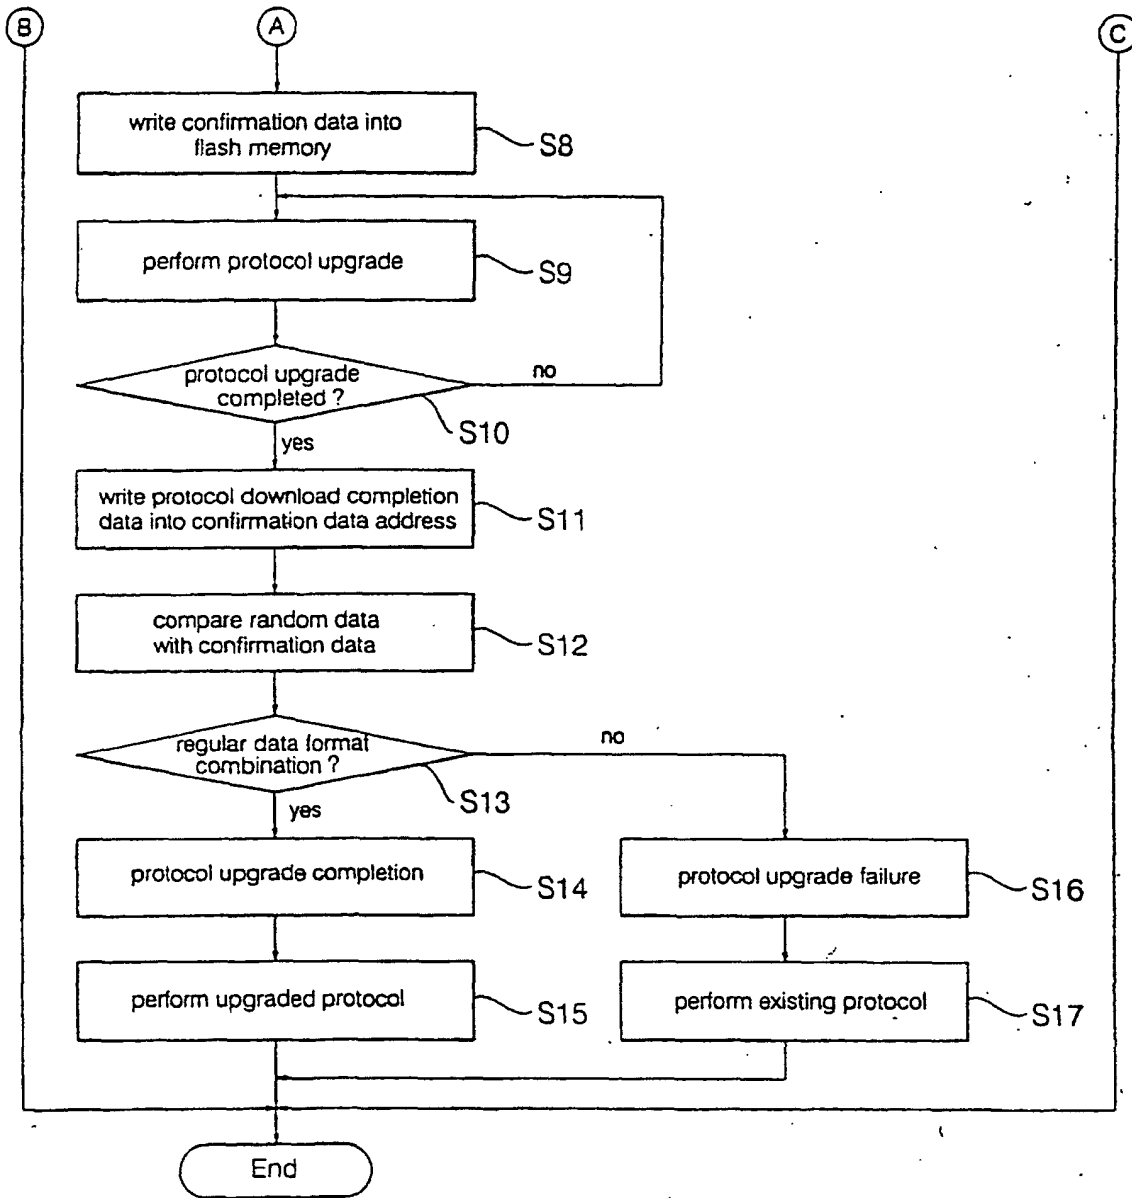 B
A
C
write confirmation data into
flash memory
S8
perform protocol upgrade
S9
protocol upgrade
completed ?
no
S10
yes
write protocol download completion
data into confirmation data address
S11
compare random data
with confirmation data
S12
regular data format
combination ?
no
S13
yes
protocol upgrade completion
S14
protocol upgrade failure
S16
perform upgraded protocol
S15
perform existing protocol
S17
End